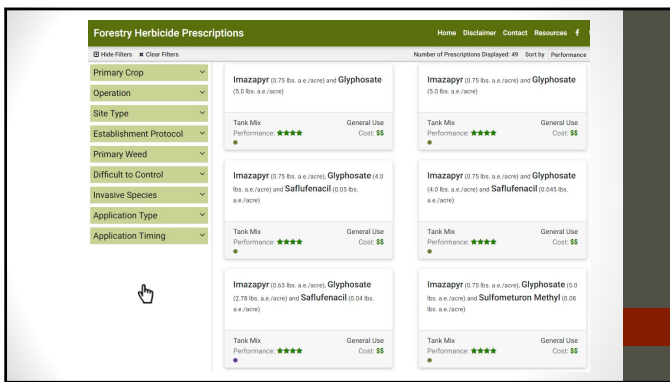 Forestry Herbicide Prescriptions
Home Disclaimer Contact Resources f
Hide Filters ✖ Clear Filters
Number of Prescriptions Displayed: 49 Sort by Performance
Primary Crop
Operation
Site Type
Establishment Protocol
Primary Weed
Difficult to Control
Invasive Species
Application Type
Application Timing
Imazapyr (0.75 lbs. a.e./acre) and Glyphosate
(5.0 lbs. a.e./acre)
Tank Mix General Use
Performance: ★★★★ Cost: $$
Imazapyr (0.75 lbs. a.e./acre) and Glyphosate
(5.0 lbs. a.e./acre)
Tank Mix General Use
Performance: ★★★★ Cost: $$
Imazapyr (0.75 lbs. a.e./acre), Glyphosate (4.0
lbs. a.e./acre) and Saflufenacil (0.05 lbs.
a.e./acre)
Tank Mix General Use
Performance: ★★★★ Cost: $$
Imazapyr (0.75 lbs. a.e./acre), Glyphosate
(4.0 lbs. a.e./acre) and Saflufenacil (0.045 lbs.
a.e./acre)
Tank Mix General Use
Performance: ★★★★ Cost: $$
Imazapyr (0.63 lbs. a.e./acre), Glyphosate
(2.78 lbs. a.e./acre) and Saflufenacil (0.04 lbs.
a.e./acre)
Tank Mix General Use
Performance: ★★★★ Cost: $$
Imazapyr (0.75 lbs. a.e./acre), Glyphosate (5.0
lbs. a.e./acre) and Sulfometuron Methyl (0.08
lbs. a.e./acre)
Tank Mix General Use
Performance: ★★★★ Cost: $$